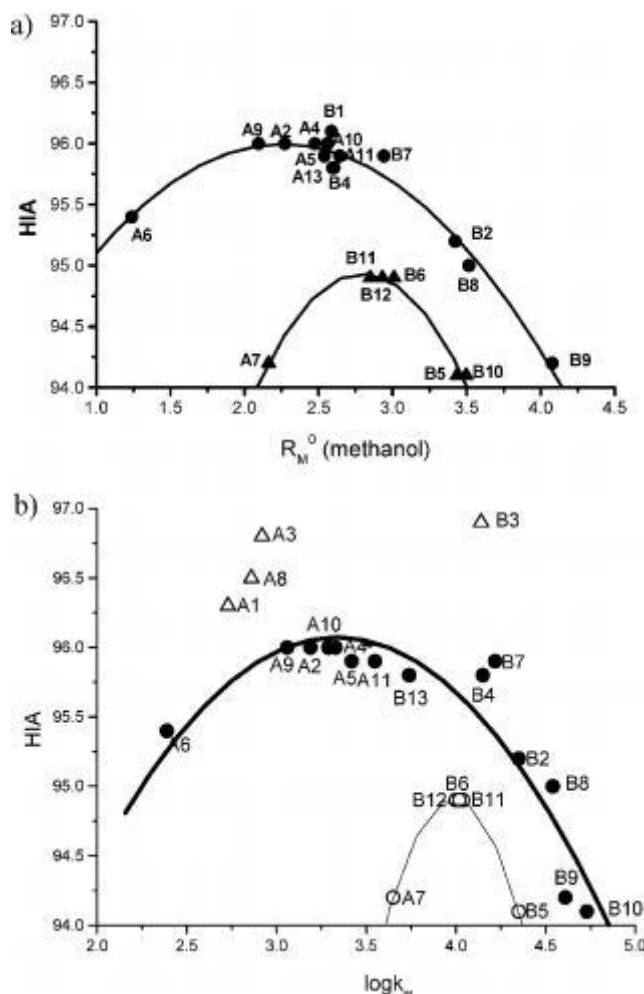 a)
97.0
96.5
96.0
95.5
95.0
94.5
94.0
HIA
B1
A9 A2 A4 A10
A5 A11 B7
A13 B4
A6
B2
B8
B11 B6
B12
A7
B5 B10
B9
1.0 1.5 2.0 2.5 3.0 3.5 4.0 4.5
R_M^O (methanol)
b)
97.0
96.5
96.0
95.5
95.0
94.5
94.0
HIA
A3 B3
A8
A1
A10
A9 A2 A4 B7
A5 A11 B4
B13
A6
B2
B8
B6
B12 B11
B9
A7
B5 B10
2.0 2.5 3.0 3.5 4.0 4.5 5.0
logk_w